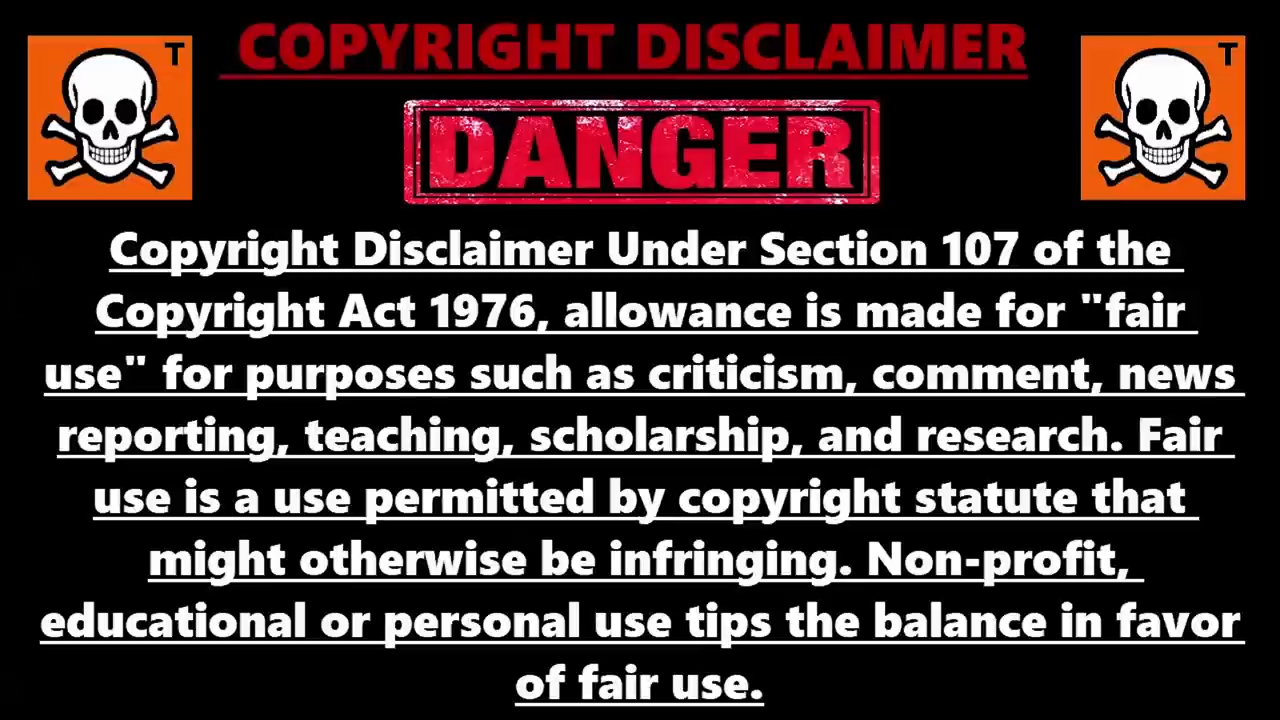 T
COPYRIGHT DISCLAIMER
T
DANGER
Copyright Disclaimer Under Section 107 of the
Copyright Act 1976, allowance is made for "fair
use" for purposes such as criticism, comment, news
reporting, teaching, scholarship, and research. Fair
use is a use permitted by copyright statute that
might otherwise be infringing. Non-profit,
educational or personal use tips the balance in favor
of fair use.